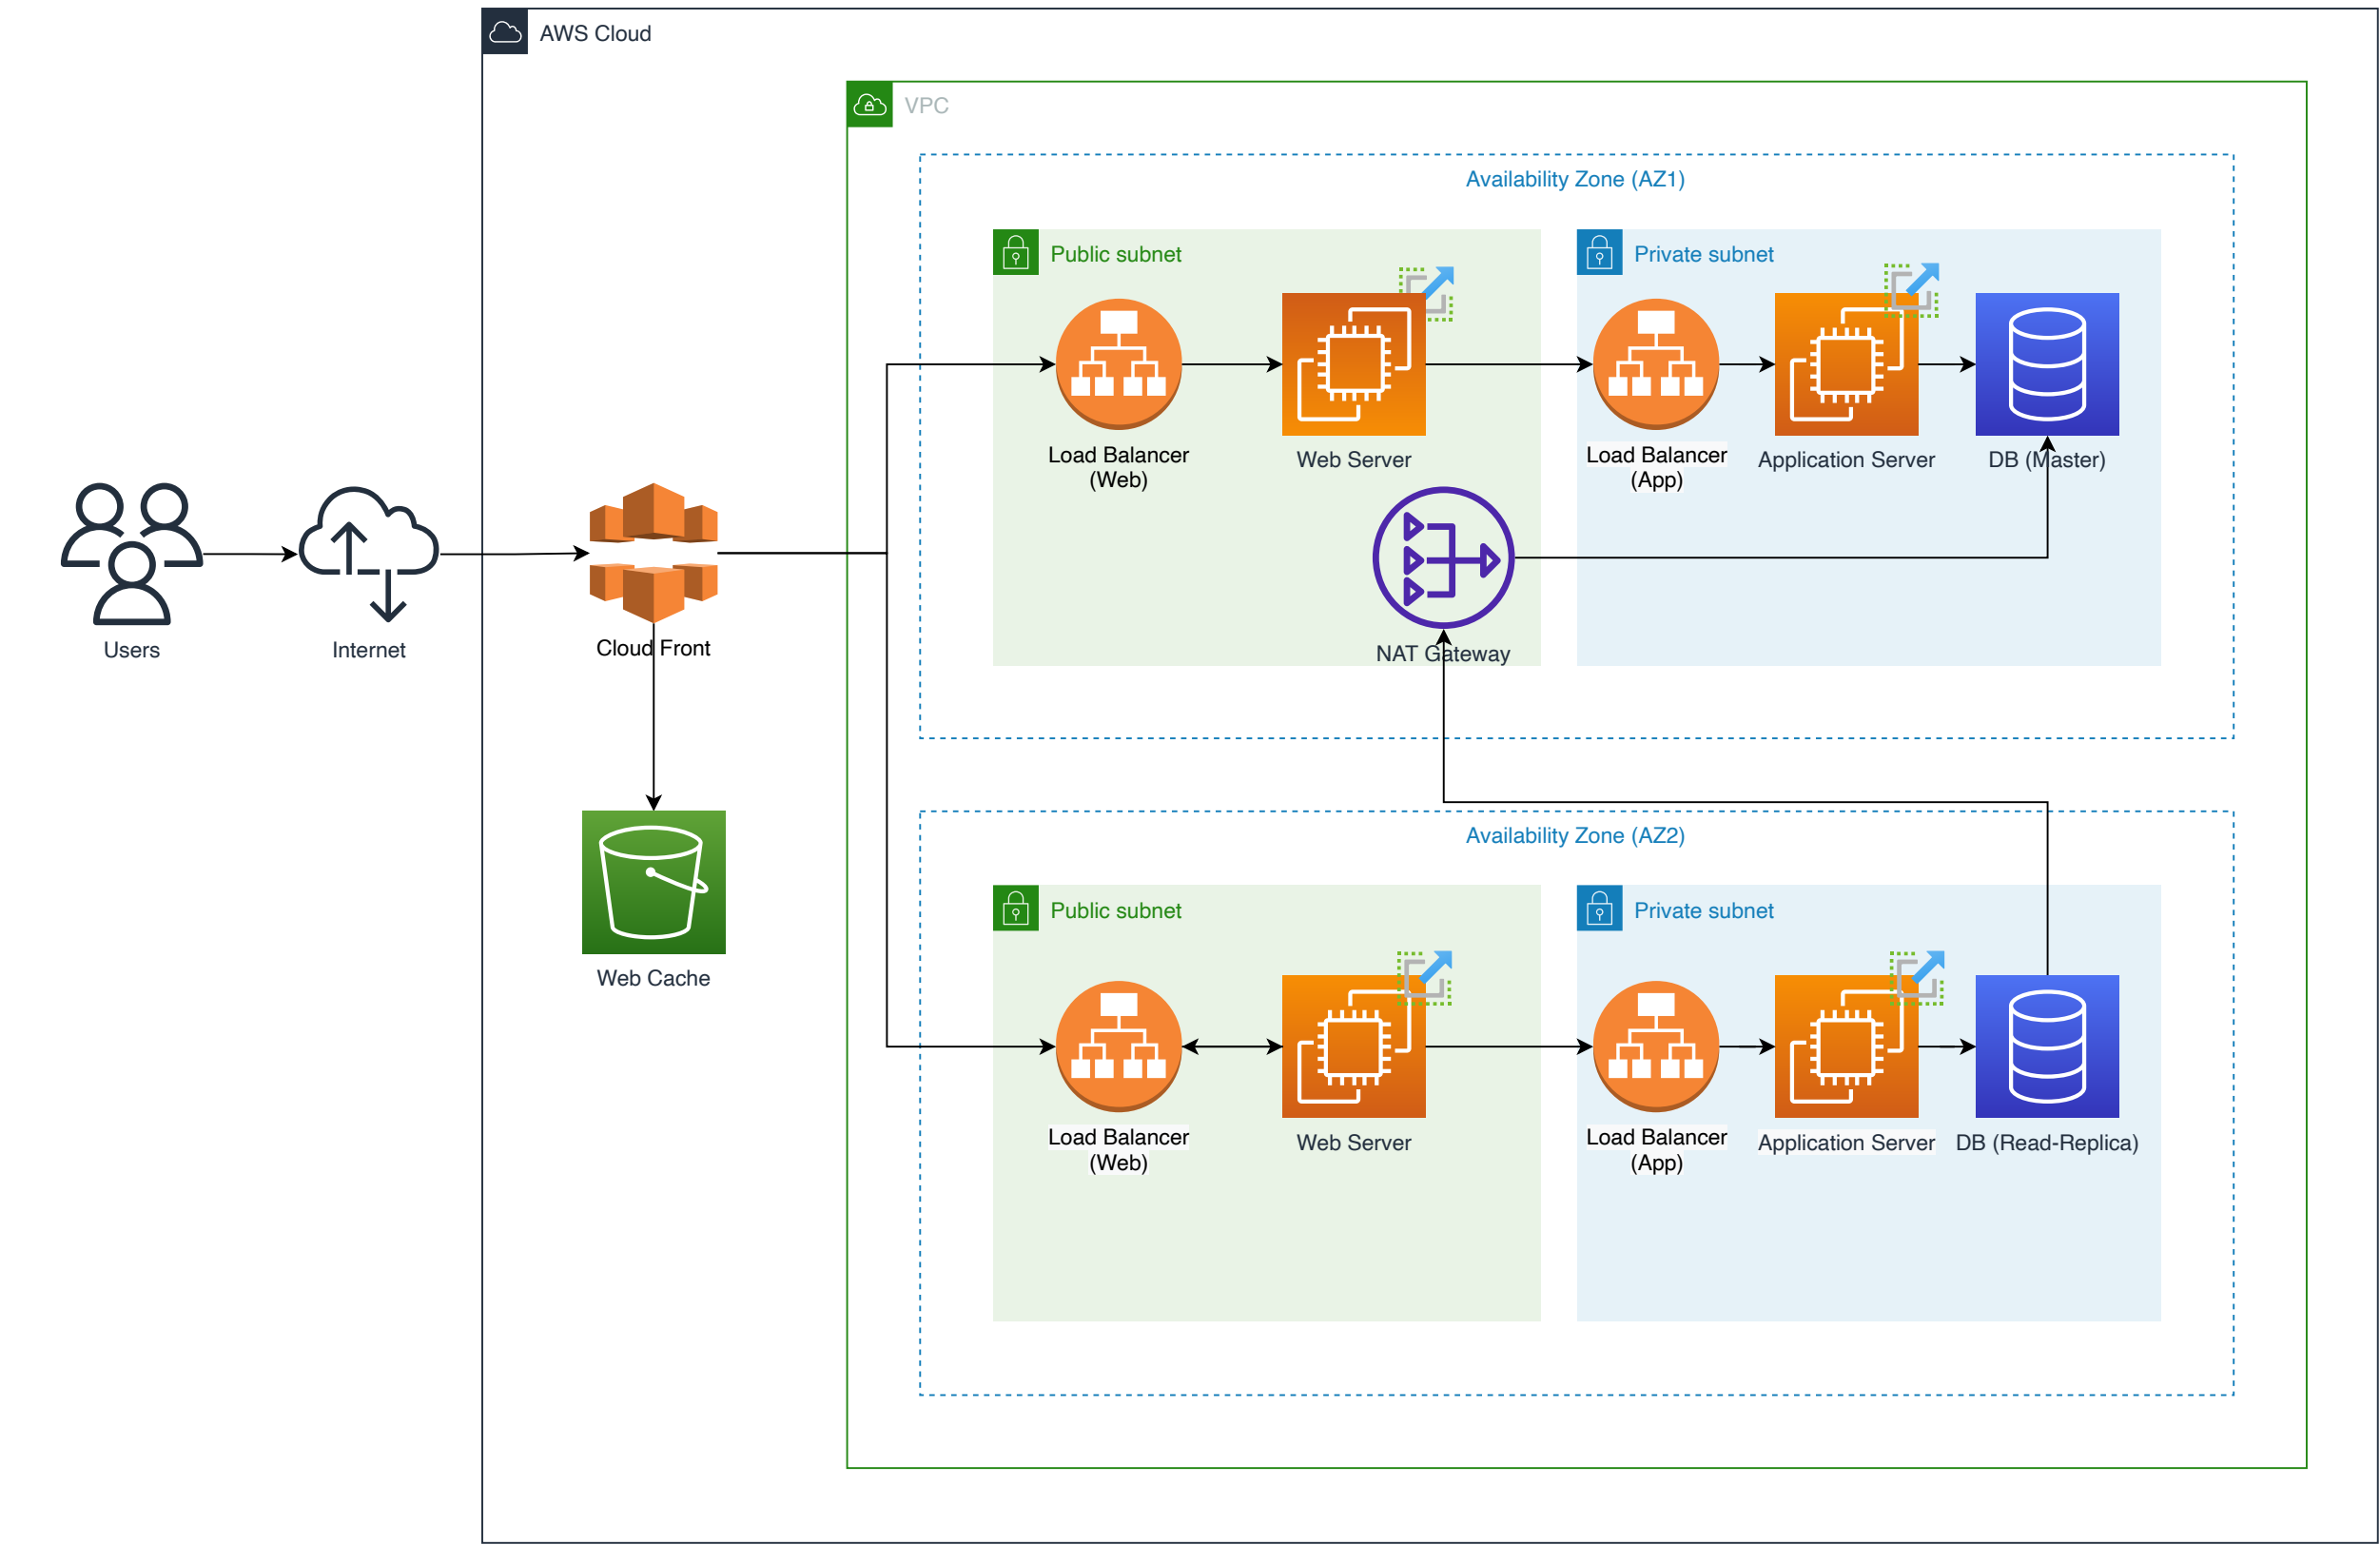 AWS Cloud
VPC
Availability Zone (AZ1)
Public subnet
Private subnet
Load Balancer
(Web)
Web Server
Load Balancer
(App)
Application Server
DB (Master)
Users
Internet
Cloud Front
NAT Gateway
Web Cache
Availability Zone (AZ2)
Public subnet
Private subnet
Load Balancer
(Web)
Web Server
Load Balancer
(App)
Application Server
DB (Read-Replica)